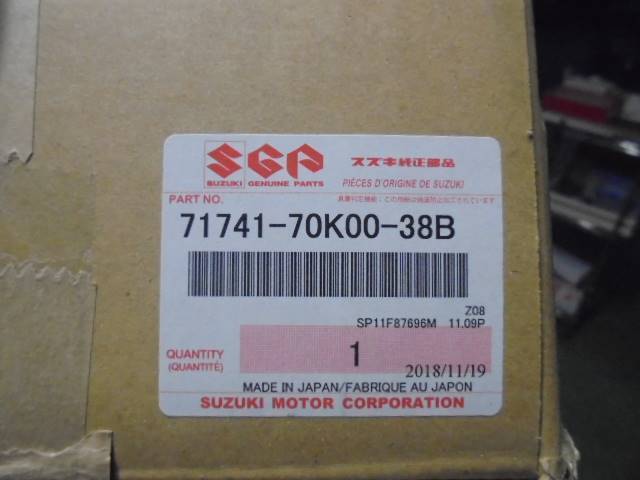 SGP
SUZUKI GENUINE PARTS
スズキ純正部品
PIÈCES D'ORIGINE DE SUZUKI
PART NO.
71741-70K00-38B
Z08
SP11F87696M 11.09P
QUANTITY
(QUANTITÉ)
1
2018/11/19
MADE IN JAPAN/FABRIQUE AU JAPON
SUZUKI MOTOR CORPORATION